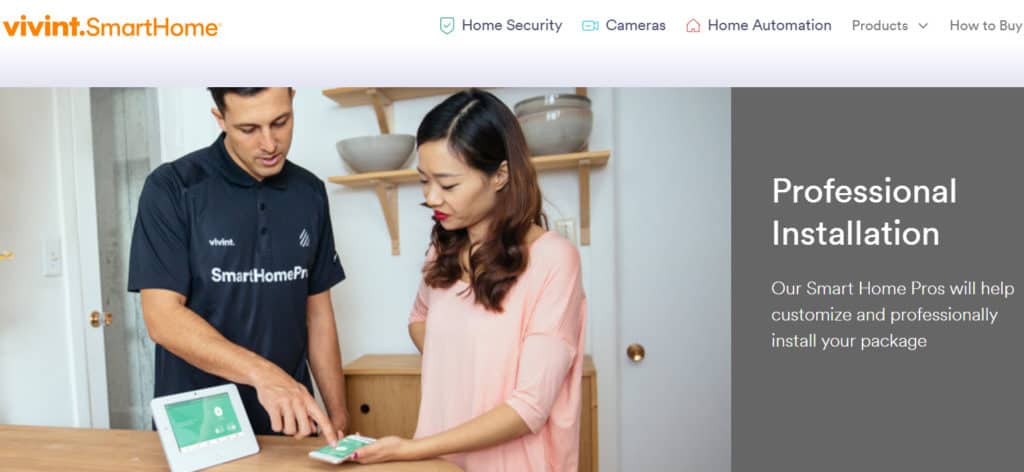 vivint.SmartHome
Home Security
Cameras
Home Automation
Products
How to Buy
vivint.
SmartHomePro
Professional
Installation
Our Smart Home Pros will help
customize and professionally
install your package